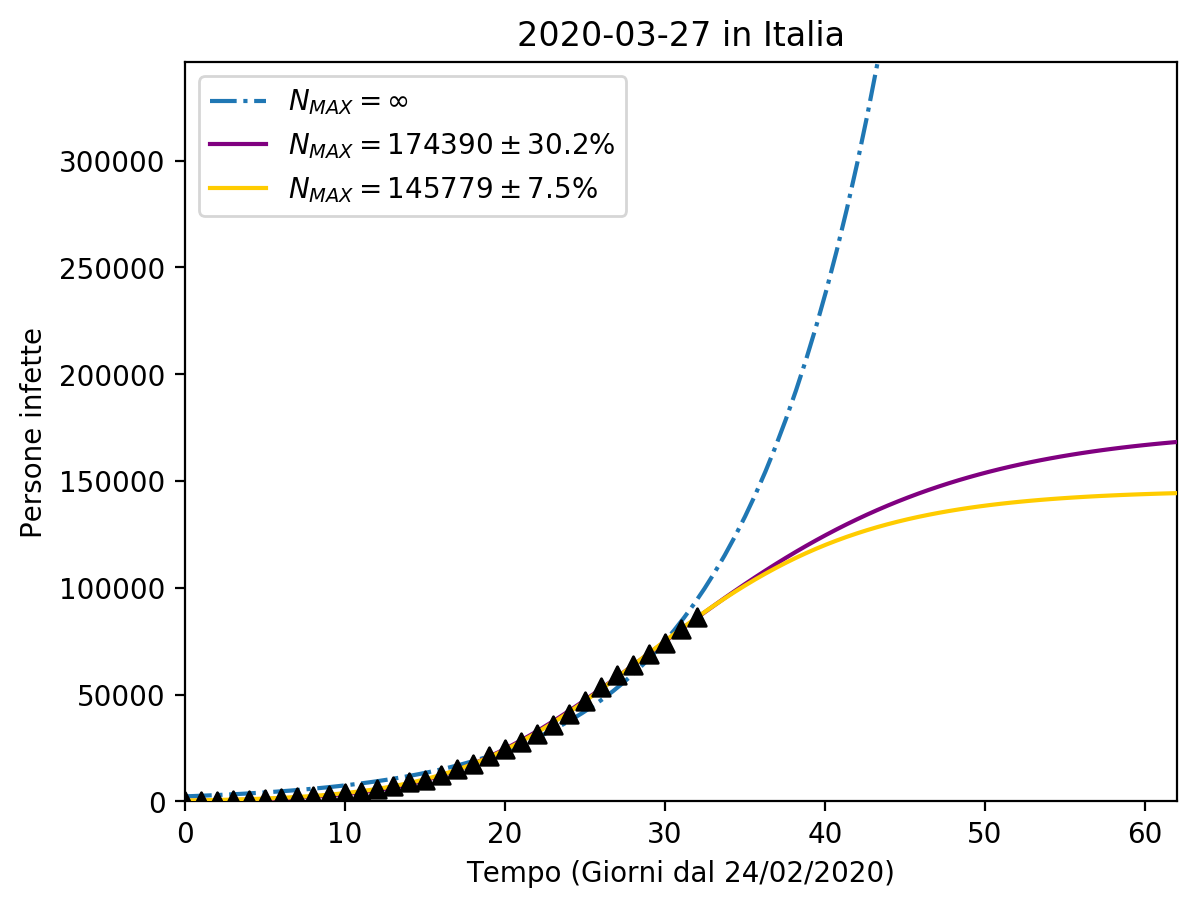 2020-03-27 in Italia
N_MAX = ∞
N_MAX = 174390 ± 30.2%
N_MAX = 145779 ± 7.5%
Persone infette
300000
250000
200000
150000
100000
50000
0
0 10 20 30 40 50 60
Tempo (Giorni dal 24/02/2020)